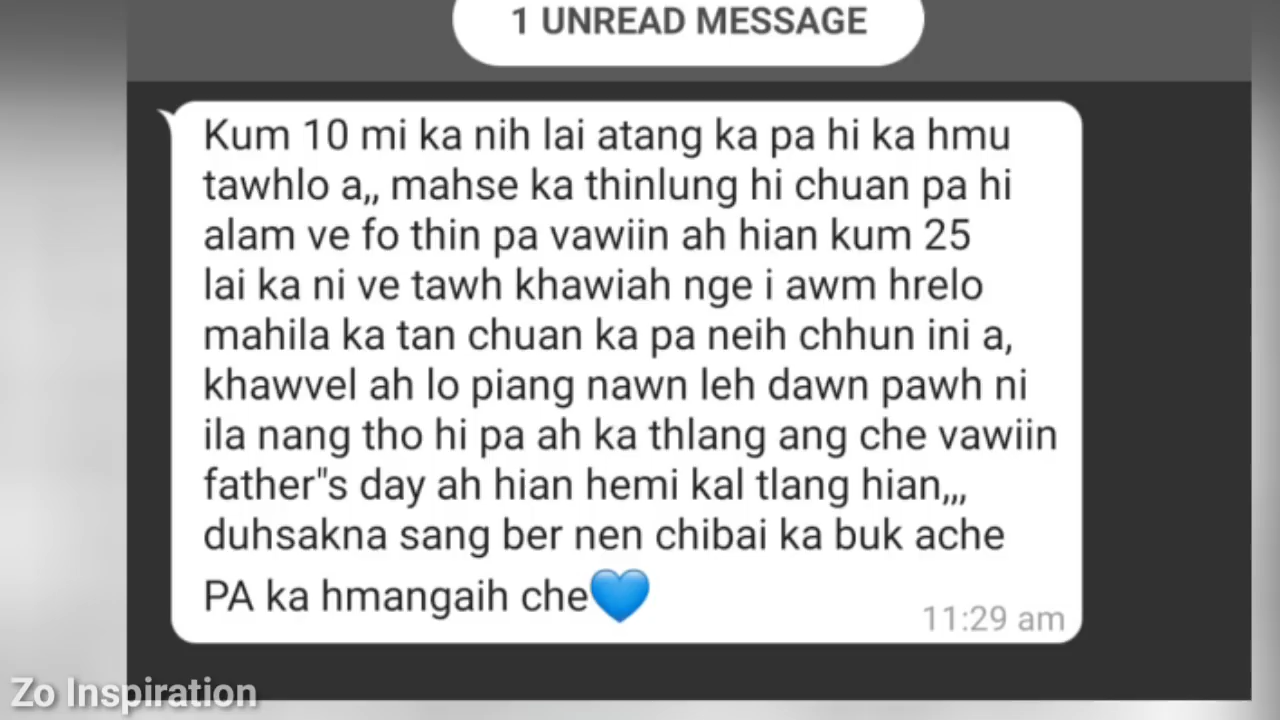 1 UNREAD MESSAGE
Kum 10 mi ka nih lai atang ka pa hi ka hmu
tawhlo a,, mahse ka thinlung hi chuan pa hi
alam ve fo thin pa vawiin ah hian kum 25
lai ka ni ve tawh khawiah nge i awm hrelo
mahila ka tan chuan ka pa neih chhun ini a,
khawvel ah lo piang nawn leh dawn pawh ni
ila nang tho hi pa ah ka thlang ang che vawiin
father"s day ah hian hemi kal tlang hian,,,
duhsakna sang ber nen chibai ka buk ache
PA ka hmangaih che💙
11:29 am
Zo Inspiration